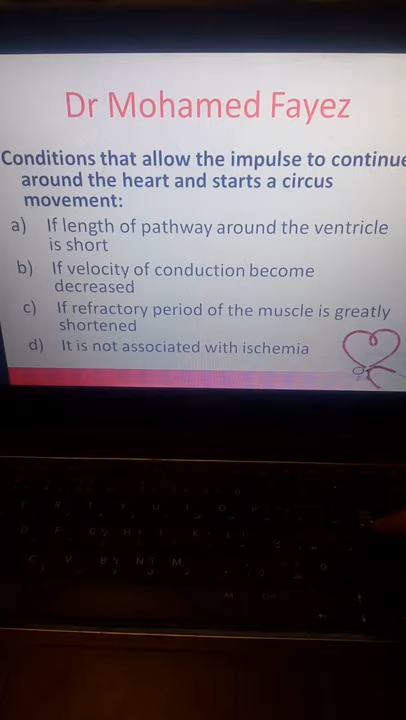 Dr Mohamed Fayez
Conditions that allow the impulse to continue
around the heart and starts a circus
movement:
a) If length of pathway around the ventricle
is short
b) If velocity of conduction become
decreased
c) If refractory period of the muscle is greatly
shortened
d) It is not associated with ischemia